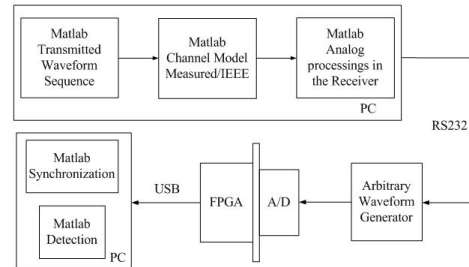 Matlab
Transmitted
Waveform
Sequence
Matlab
Channel Model
Measured/IEEE
Matlab
Analog
processings in
the Receiver
PC
RS232
Matlab
Synchronization
Matlab
Detection
PC
USB
FPGA
A/D
Arbitrary
Waveform
Generator